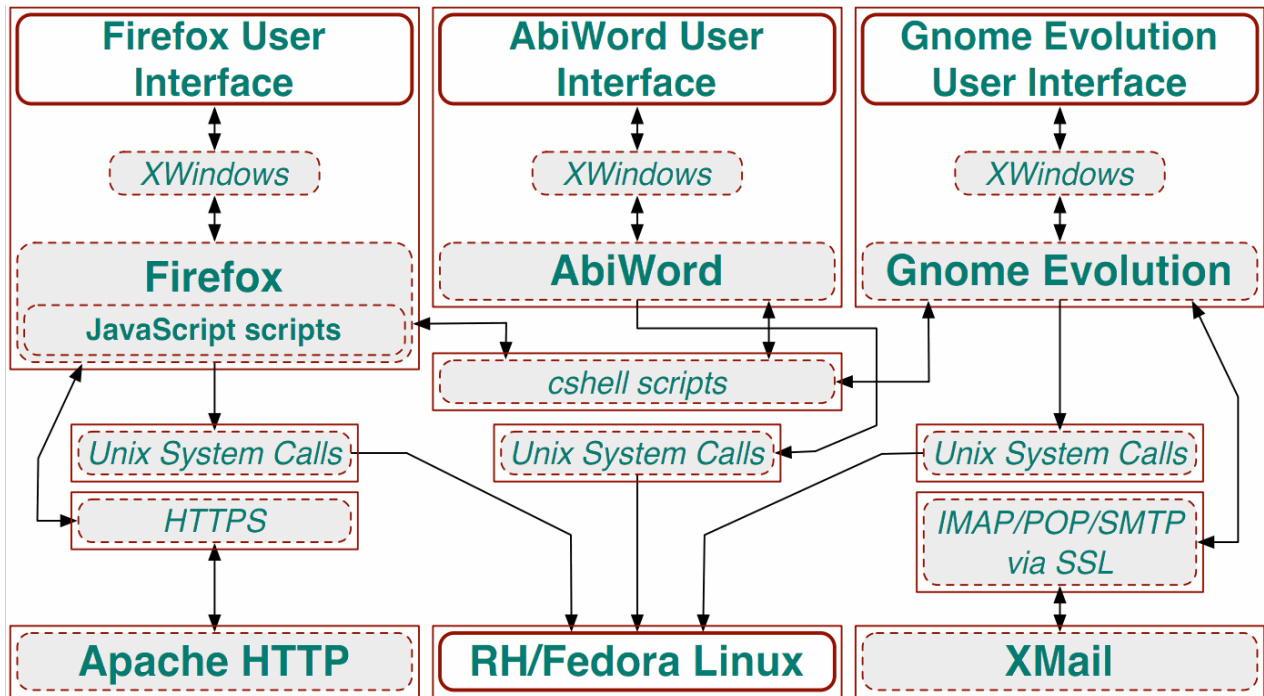 Firefox User
Interface
AbiWord User
Interface
Gnome Evolution
User Interface
XWindows
XWindows
XWindows
Firefox
JavaScript scripts
AbiWord
Gnome Evolution
cshell scripts
Unix System Calls
Unix System Calls
Unix System Calls
HTTPS
IMAP/POP/SMTP
via SSL
Apache HTTP
RH/Fedora Linux
XMail